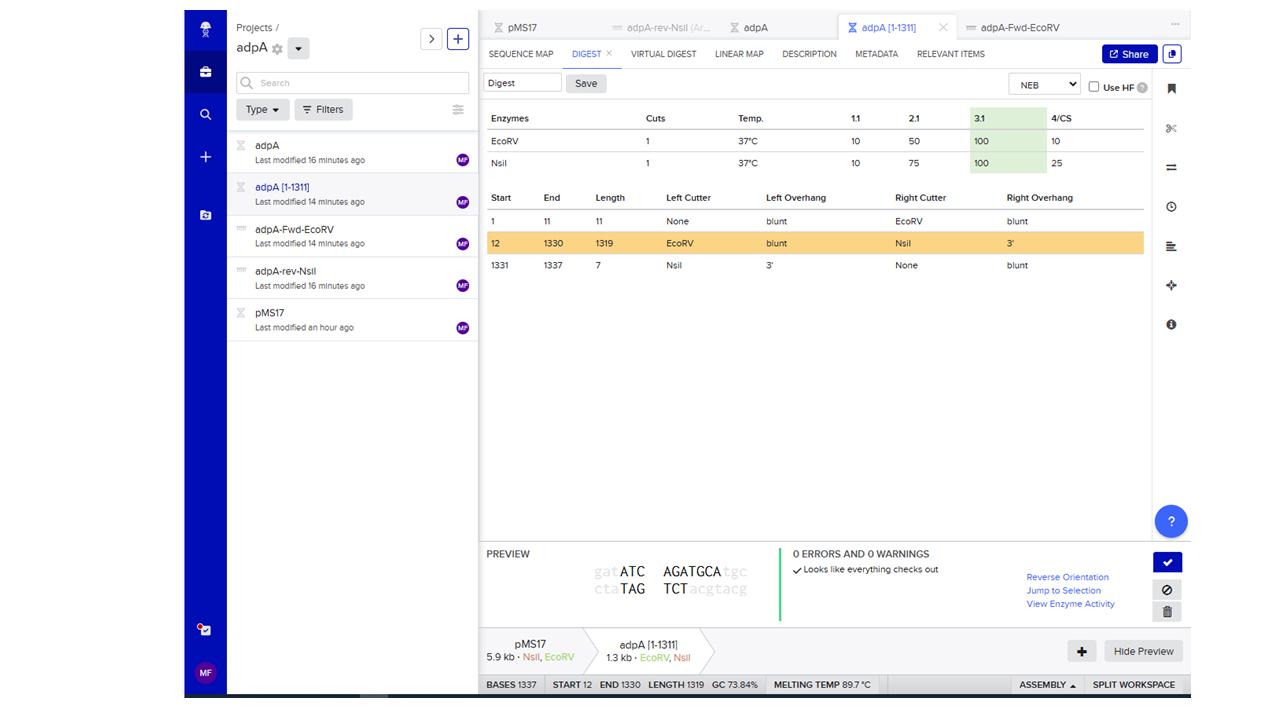 Projects /
adpA
Search
Type
Filters
adpA
Last modified 16 minutes ago
MF
adpA [1-1311]
Last modified 14 minutes ago
MF
adpA-Fwd-EcoRV
Last modified 14 minutes ago
MF
adpA-rev-NsiI
Last modified 16 minutes ago
MF
pMS17
Last modified an hour ago
MF
MF
pMS17 adpA-rev-NsiI (Ar... adpA adpA [1-1311] adpA-Fwd-EcoRV
SEQUENCE MAP DIGEST VIRTUAL DIGEST LINEAR MAP DESCRIPTION METADATA RELEVANT ITEMS Share
Digest Save NEB Use HF ?
Enzymes Cuts Temp. 1.1 2.1 3.1 4/CS
EcoRV 1 37°C 10 50 100 10
NsiI 1 37°C 10 75 100 25
Start End Length Left Cutter Left Overhang Right Cutter Right Overhang
1 11 11 None blunt EcoRV blunt
12 1330 1319 EcoRV blunt NsiI 3'
1331 1337 7 NsiI 3' None blunt
?
PREVIEW
gatATC AGATGCAtgc
ctaTAG TCTacgtacg
0 ERRORS AND 0 WARNINGS
Looks like everything checks out
Reverse Orientation
Jump to Selection
View Enzyme Activity
pMS17
5.9 kb · NsiI, EcoRV
adpA [1-1311]
1.3 kb · EcoRV, NsiI
Hide Preview
BASES 1337 START 12 END 1330 LENGTH 1319 GC 73.84% MELTING TEMP 89.7 °C ASSEMBLY SPLIT WORKSPACE